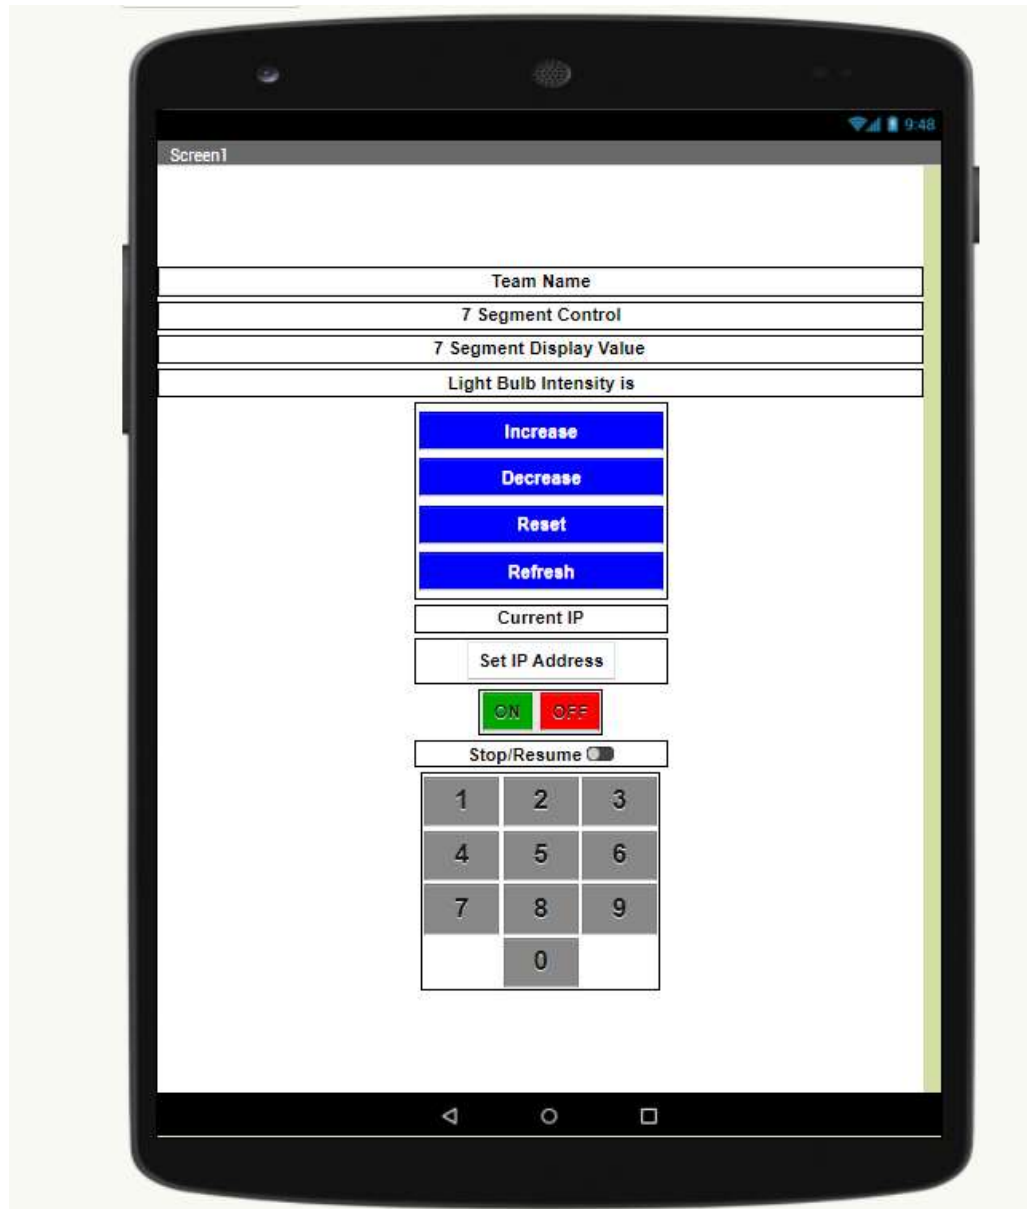 9:48
Screen1
Team Name
7 Segment Control
7 Segment Display Value
Light Bulb Intensity is
Increase
Decrease
Reset
Refresh
Current IP
Set IP Address
ON OFF
Stop/Resume
1 2 3
4 5 6
7 8 9
0